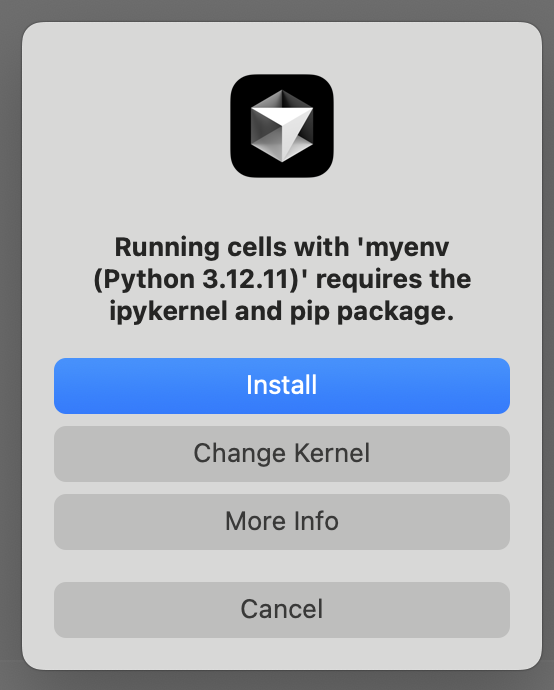 Running cells with 'myenv
(Python 3.12.11)' requires the
ipykernel and pip package.
Install
Change Kernel
More Info
Cancel